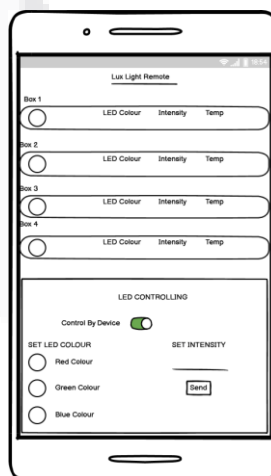 18:54
Lux Light Remote
Box 1
LED Colour Intensity Temp
Box 2
LED Colour Intensity Temp
Box 3
LED Colour Intensity Temp
Box 4
LED Colour Intensity Temp
LED CONTROLLING
Control By Device
SET LED COLOUR SET INTENSITY
Red Colour
Green Colour Send
Blue Colour